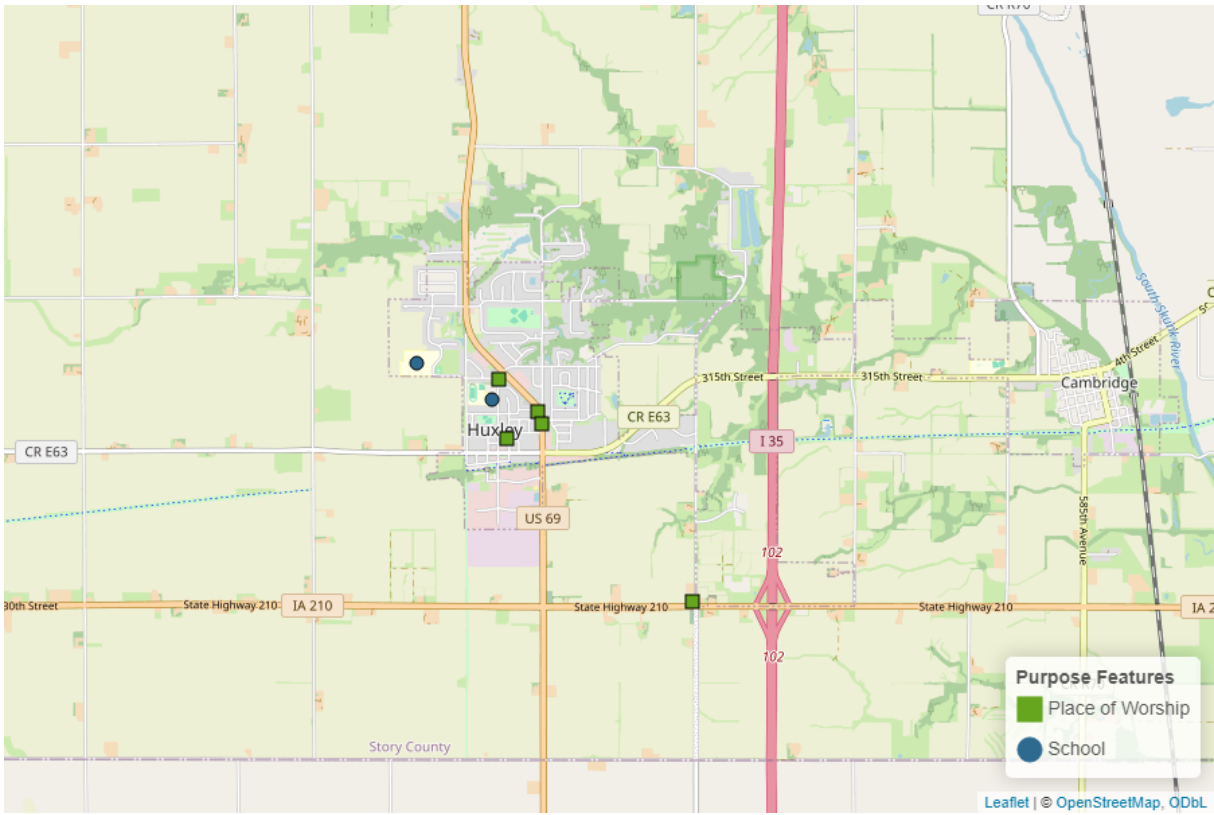 CR R70
South Skunk River
4th Street
315th Street
315th Street
Cambridge
CR E63
Huxley
I 35
CR E63
585th Avenue
US 69
102
30th Street
State Highway 210
IA 210
State Highway 210
State Highway 210
IA 2
102
Purpose Features
CR R70
Place of Worship
Story County
School
Leaflet | © OpenStreetMap, ODbL